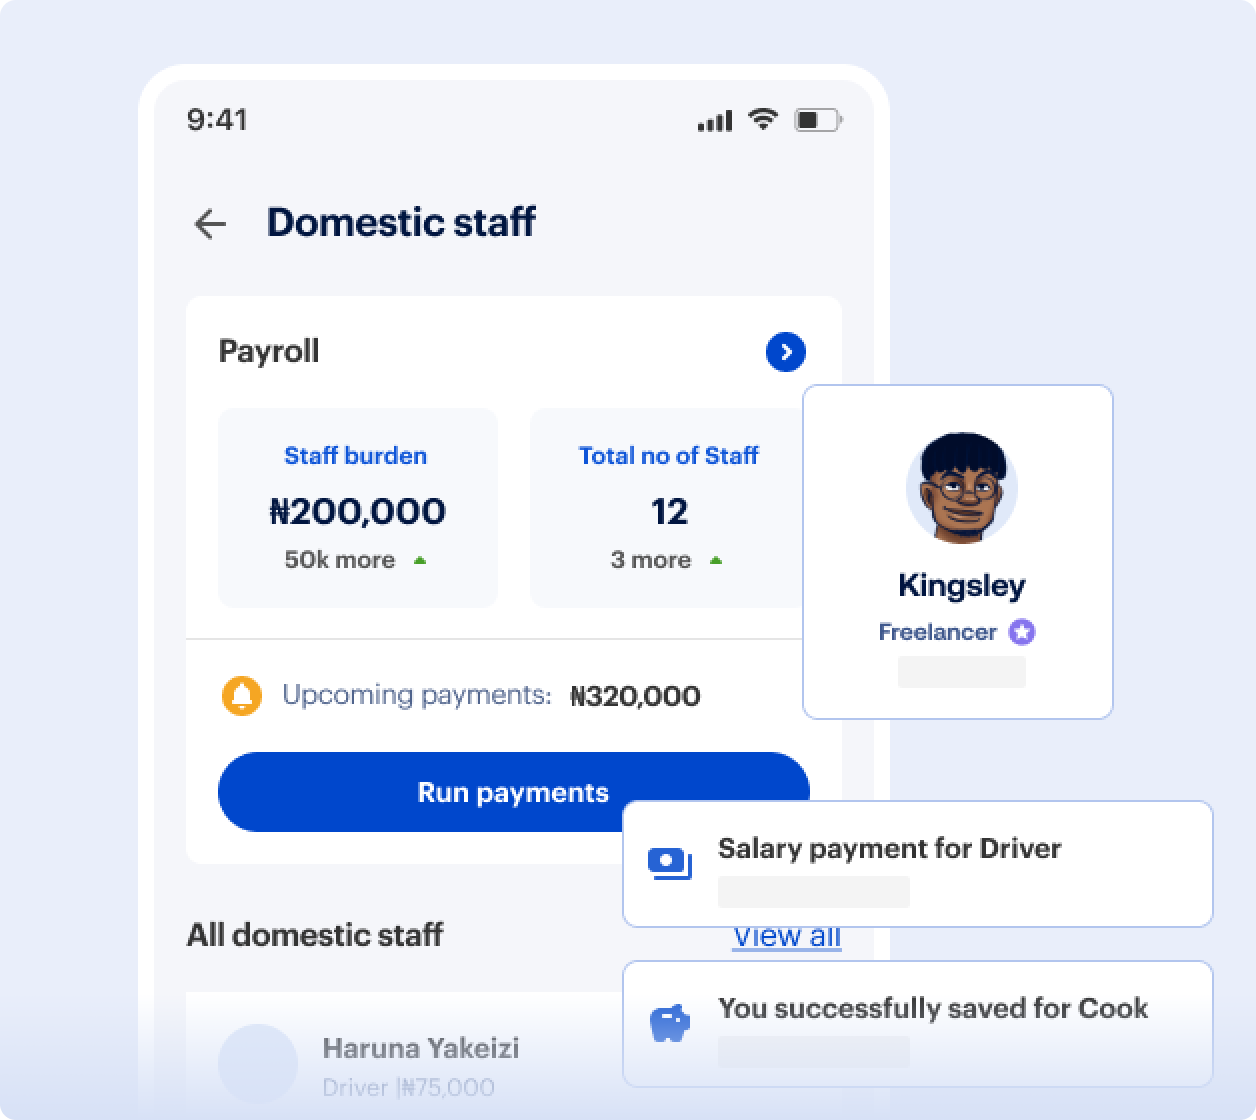 9:41
Domestic staff
Payroll
Staff burden
₦200,000
50k more
Total no of Staff
12
3 more
Kingsley
Freelancer
Upcoming payments: ₦320,000
Run payments
Salary payment for Driver
All domestic staff
View all
You successfully saved for Cook
Haruna Yakeizi
Driver |₦75,000